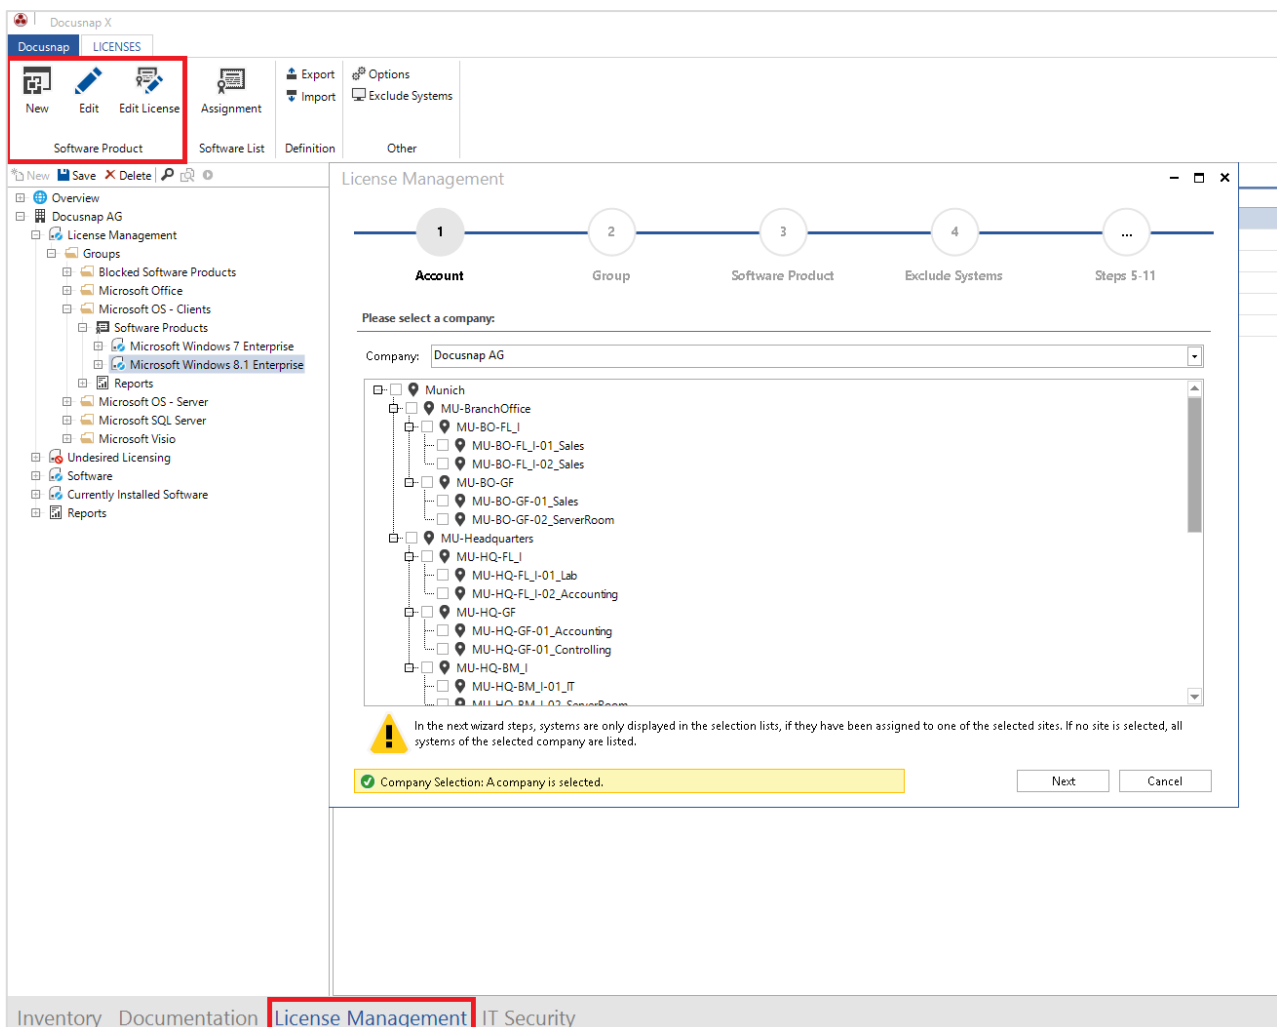 Docusnap X
Docusnap LICENSES
New Edit Edit License Assignment Export Import Options Exclude Systems
Software Product Software List Definition Other
New Save Delete
Overview
Docusnap AG
License Management
Groups
Blocked Software Products
Microsoft Office
Microsoft OS - Clients
Software Products
Microsoft Windows 7 Enterprise
Microsoft Windows 8.1 Enterprise
Reports
Microsoft OS - Server
Microsoft SQL Server
Microsoft Visio
Undesired Licensing
Software
Currently Installed Software
Reports
License Management
1 2 3 4 ...
Account Group Software Product Exclude Systems Steps 5-11
Please select a company:
Company: Docusnap AG
Munich
MU-BranchOffice
MU-BO-FL_I
MU-BO-FL_I-01_Sales
MU-BO-FL_I-02_Sales
MU-BO-GF
MU-BO-GF-01_Sales
MU-BO-GF-02_ServerRoom
MU-Headquarters
MU-HQ-FL_I
MU-HQ-FL_I-01_Lab
MU-HQ-FL_I-02_Accounting
MU-HQ-GF
MU-HQ-GF-01_Accounting
MU-HQ-GF-01_Controlling
MU-HQ-BM_I
MU-HQ-BM_I-01_IT
MU-HQ-BM_I-02_ServerRoom
In the next wizard steps, systems are only displayed in the selection lists, if they have been assigned to one of the selected sites. If no site is selected, all
systems of the selected company are listed.
Company Selection: A company is selected.
Next Cancel
Inventory Documentation License Management IT Security